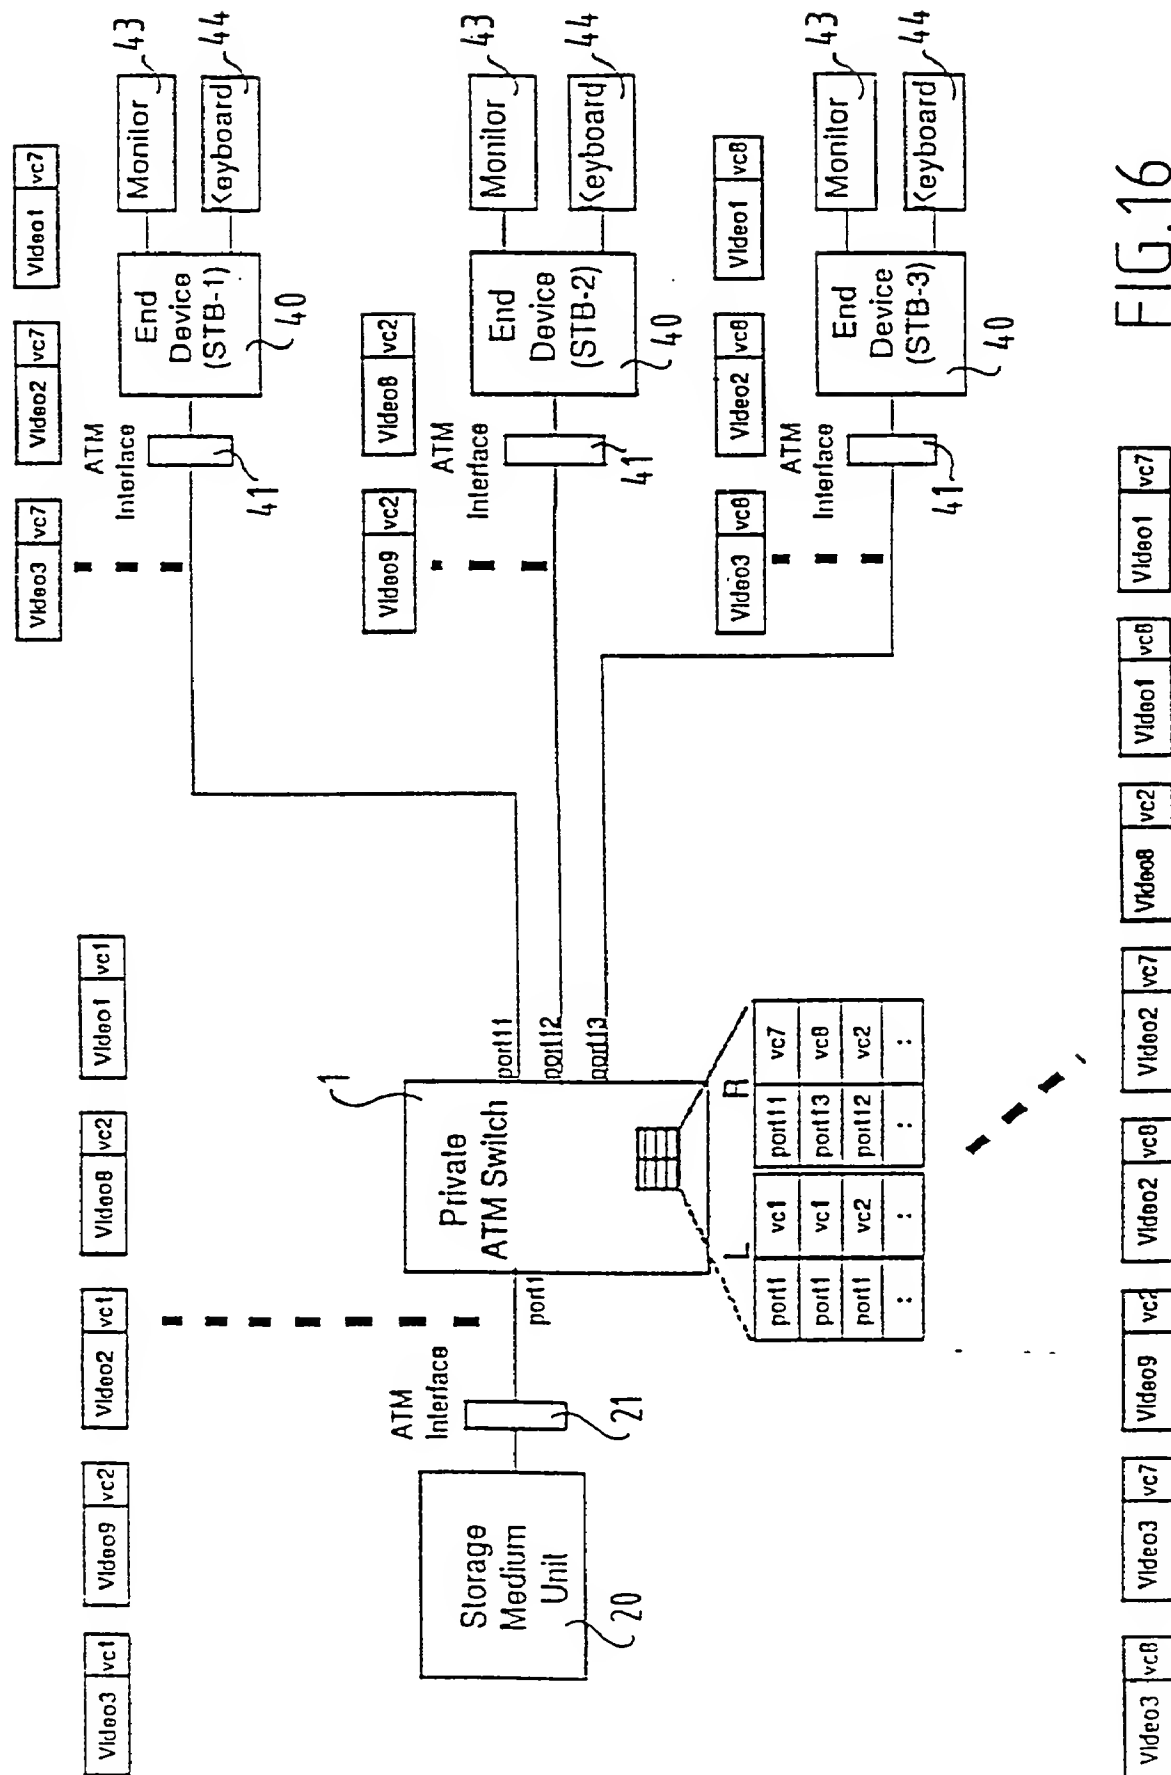 Video3 vc1
Video9 vc2
Video2 vc1
Video8 vc2
Video1 vc1
Video3 vc7
Video2 vc7
Video1 vc7
Storage
Medium
Unit
20
ATM
Interface
21
port1
Private
ATM Switch
1
port11
port12
port13
ATM
Interface
41
End
Device
(STB-1)
40
Monitor
43
Keyboard
44
Video9 vc2
Video8 vc2
ATM
Interface
41
End
Device
(STB-2)
40
Monitor
43
Keyboard
44
Video3 vc8
Video2 vc8
Video1 vc8
ATM
Interface
41
End
Device
(STB-3)
40
Monitor
43
Keyboard
44
L R
port1 vc1 port11 vc7
port1 vc1 port13 vc8
port1 vc2 port12 vc2
: : : :
Video3 vc8
Video3 vc7
Video9 vc2
Video2 vc8
Video2 vc7
Video8 vc2
Video1 vc8
Video1 vc7
FIG.16